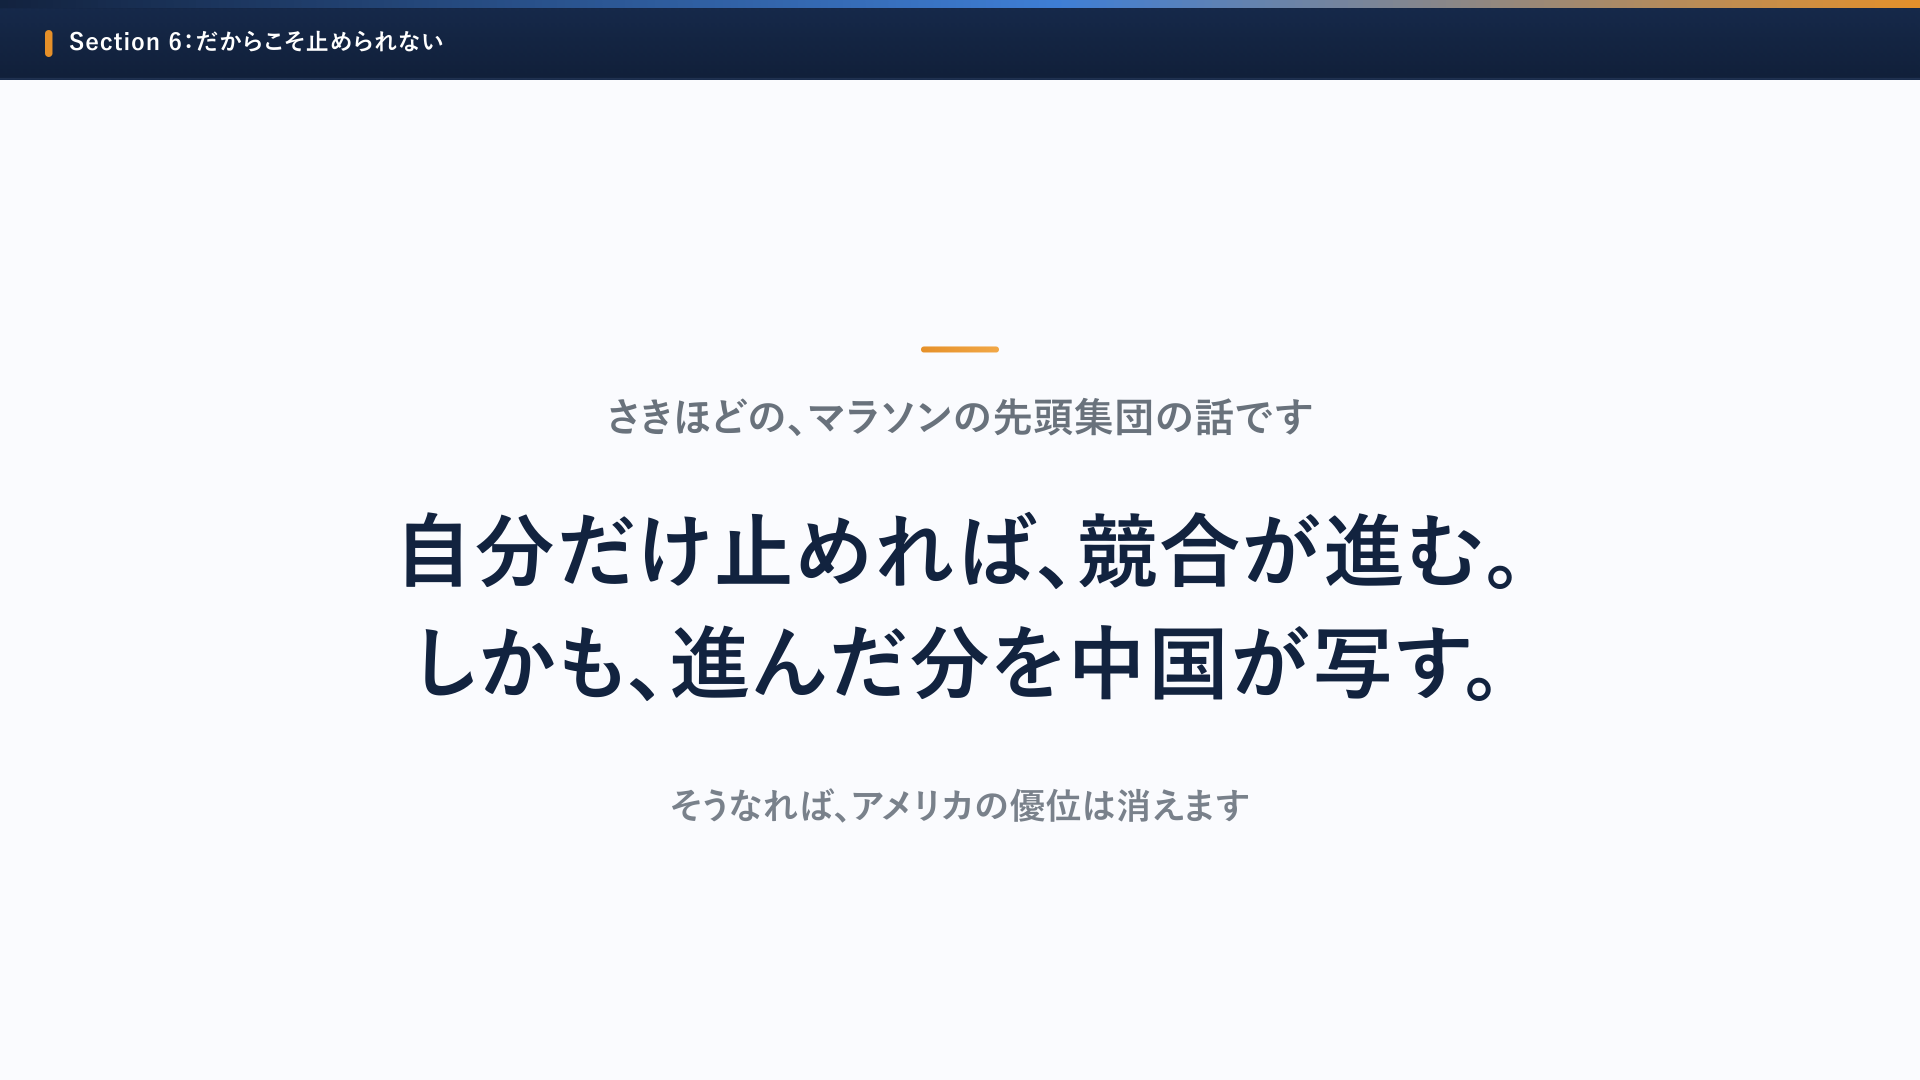 Section 6：だからこそ止められない
さきほどの、マラソンの先頭集団の話です
自分だけ止めれば、競合が進む。
しかも、進んだ分を中国が写す。
そうなれば、アメリカの優位は消えます